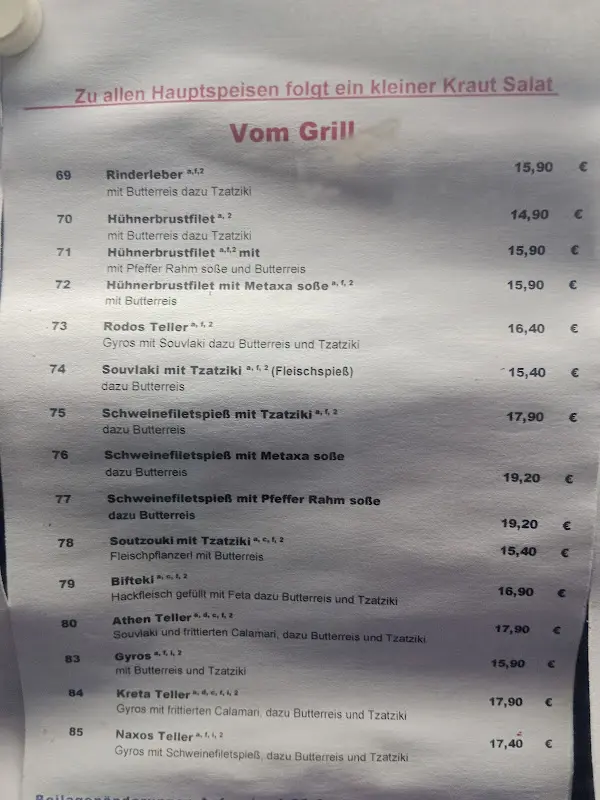 Zu allen Hauptspeisen folgt ein kleiner Kraut Salat
Vom Grill
69 Rinderleber a,f,2 15,90 €
mit Butterreis dazu Tzatziki
70 Hühnerbrustfilet a, 2 14,90 €
mit Butterreis dazu Tzatziki
71 Hühnerbrustfilet a,f,2 mit 15,90 €
mit Pfeffer Rahm soße und Butterreis
72 Hühnerbrustfilet mit Metaxa soße a, f, 2 15,90 €
mit Butterreis
73 Rodos Teller a, f, 2 16,40 €
Gyros mit Souvlaki dazu Butterreis und Tzatziki
74 Souvlaki mit Tzatziki a, f, 2 (Fleischspieß) 15,40 €
dazu Butterreis
75 Schweinefiletspieß mit Tzatziki a, f, 2 17,90 €
dazu Butterreis
76 Schweinefiletspieß mit Metaxa soße
dazu Butterreis 19,20 €
77 Schweinefiletspieß mit Pfeffer Rahm soße
dazu Butterreis 19,20 €
78 Soutzouki mit Tzatziki a, c, f, 2 15,40 €
Fleischpflanzerl mit Butterreis
79 Bifteki a, c, f, 2 16,90 €
Hackfleisch gefüllt mit Feta dazu Butterreis und Tzatziki
80 Athen Teller a, d, c, f, 2 17,90 €
Souvlaki und frittierten Calamari, dazu Butterreis und Tzatziki
83 Gyros a, f, i, 2 15,90 €
mit Butterreis und Tzatziki
84 Kreta Teller a, d, c, f, i, 2 17,90 €
Gyros mit frittierten Calamari, dazu Butterreis und Tzatziki
85 Naxos Teller a, f, i, 2 17,40 €
Gyros mit Schweinefiletspieß, dazu Butterreis und Tzatziki